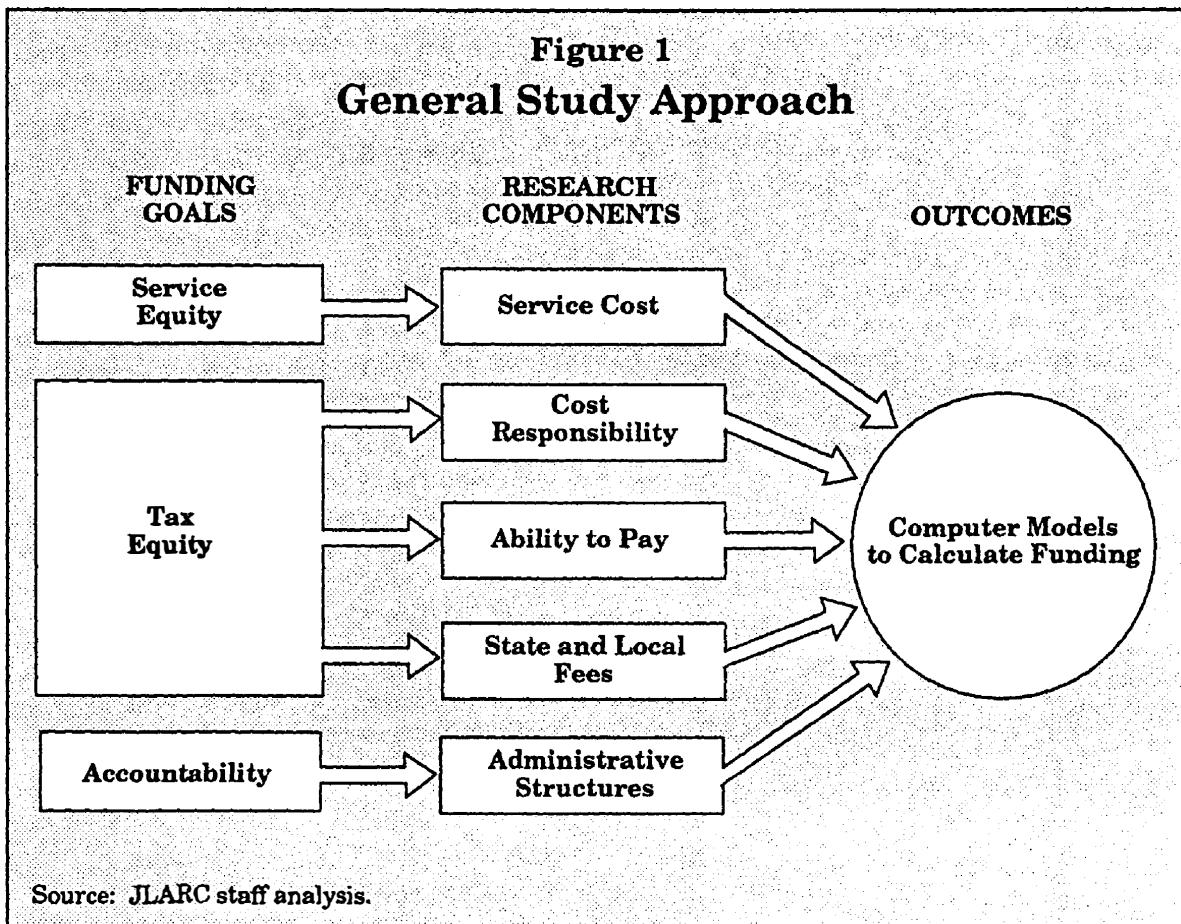 Figure 1
General Study Approach
FUNDING
GOALS
RESEARCH
COMPONENTS
OUTCOMES
Service
Equity
Service Cost
Tax
Equity
Cost
Responsibility
Ability to Pay
State and Local
Fees
Computer Models
to Calculate Funding
Accountability
Administrative
Structures
Source: JLARC staff analysis.